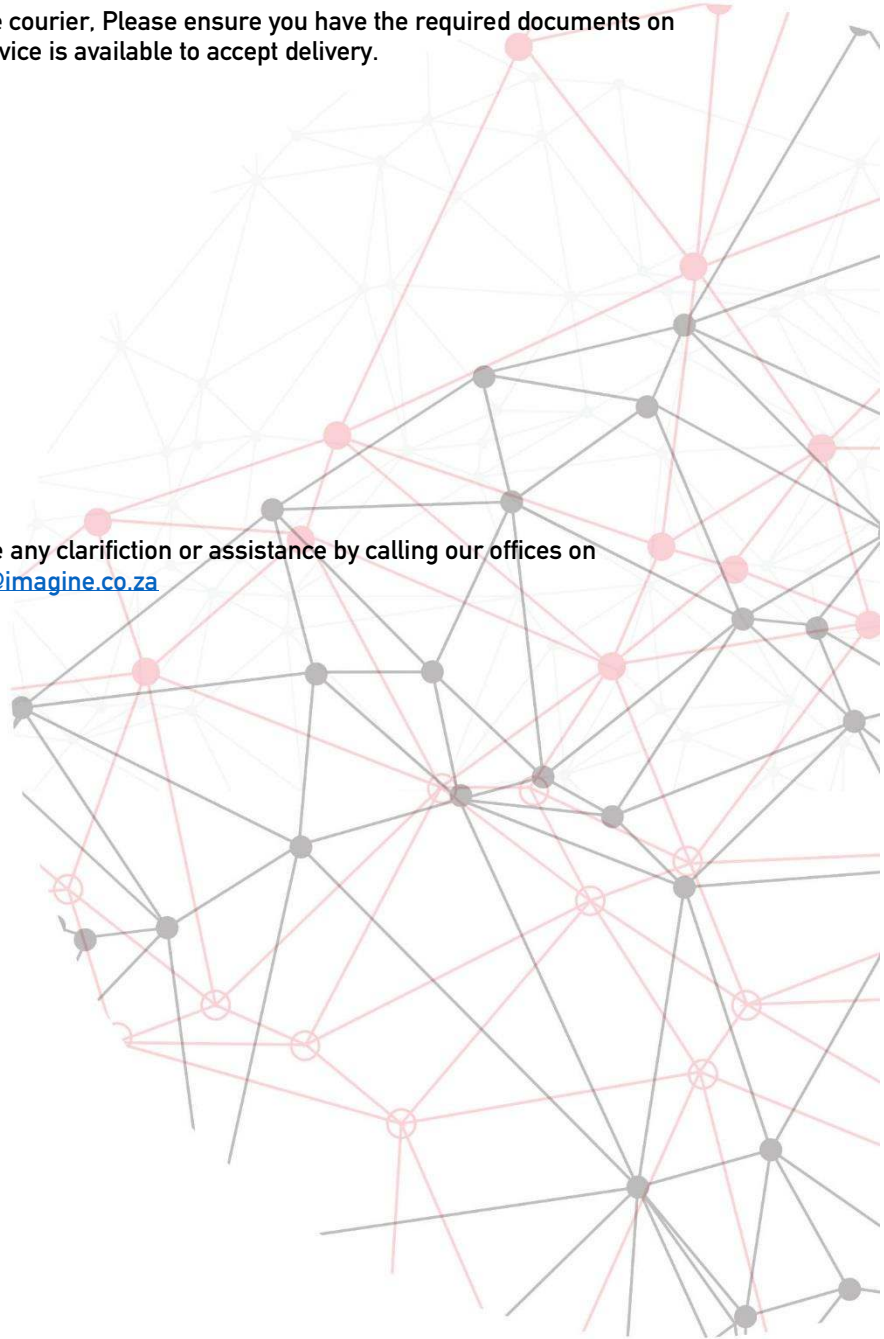 e courier, Please ensure you have the required documents on
vice is available to accept delivery.
e any clarifiction or assistance by calling our offices on
@imagine.co.za